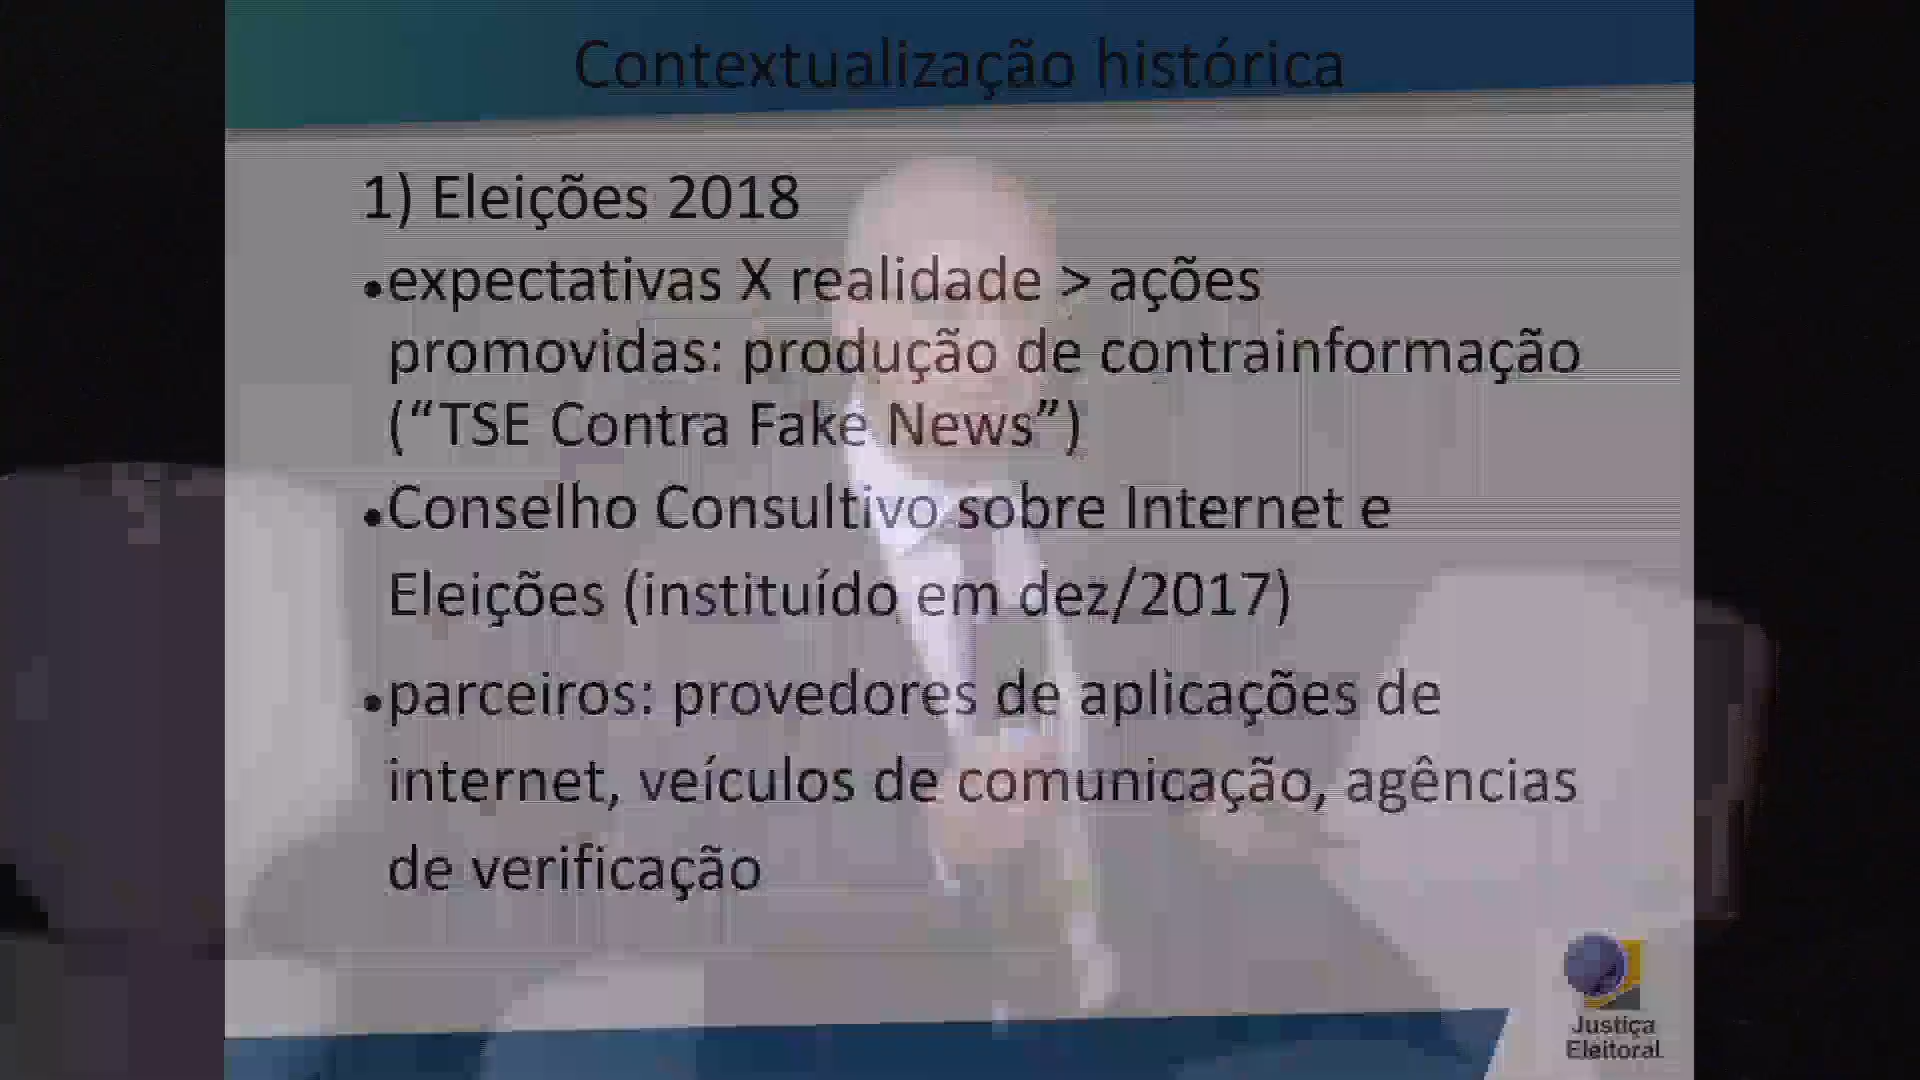 Contextualização histórica
1) Eleições 2018
•expectativas X realidade > ações
promovidas: produção de contrainformação
(“TSE Contra Fake News”)
•Conselho Consultivo sobre Internet e
Eleições (instituído em dez/2017)
•parceiros: provedores de aplicações de
internet, veículos de comunicação, agências
de verificação
Justiça
Eleitoral